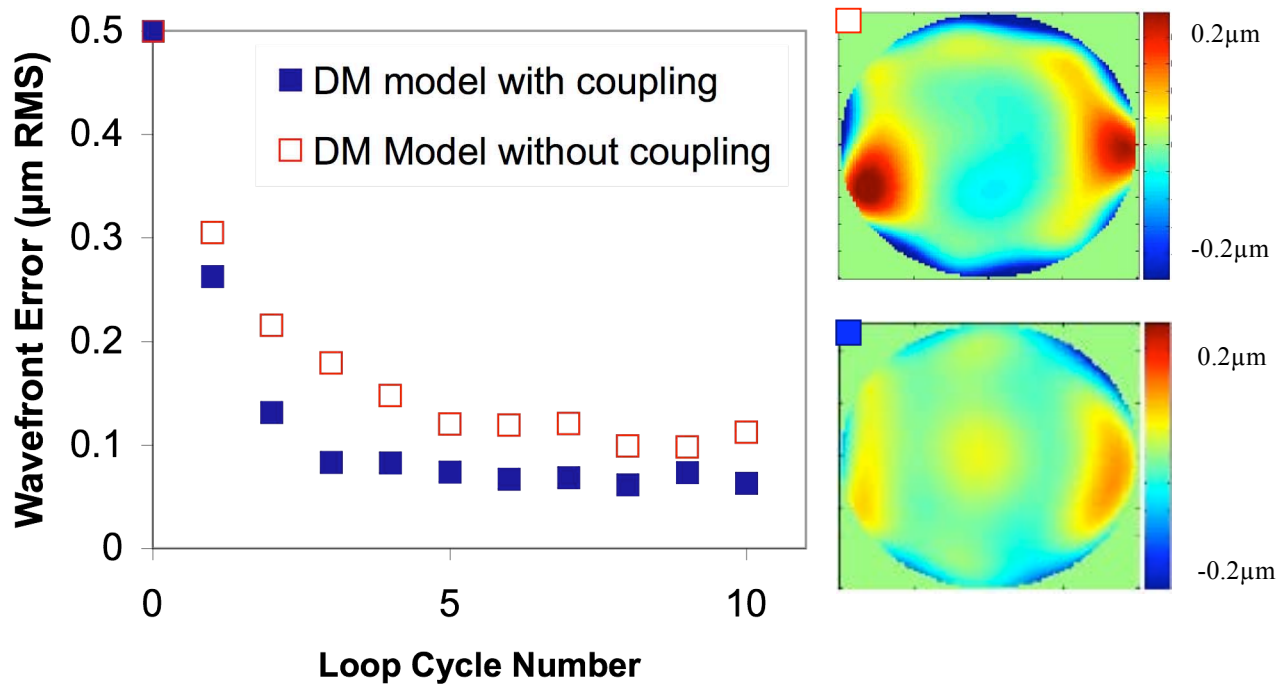 0.5
0.4
0.3
0.2
0.1
0
Wavefront Error (µm RMS)
DM model with coupling
DM Model without coupling
0
5
10
Loop Cycle Number
0.2µm
-0.2µm
0.2µm
-0.2µm